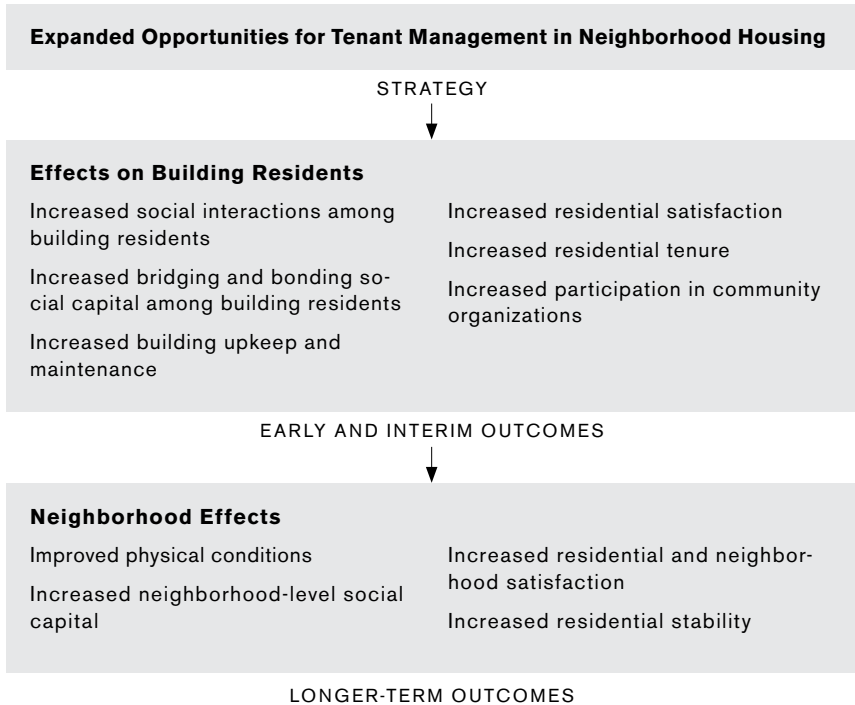 Expanded Opportunities for Tenant Management in Neighborhood Housing
STRATEGY
Effects on Building Residents
Increased social interactions among
building residents
Increased bridging and bonding so-
cial capital among building residents
Increased building upkeep and
maintenance
Increased residential satisfaction
Increased residential tenure
Increased participation in community
organizations
EARLY AND INTERIM OUTCOMES
Neighborhood Effects
Improved physical conditions
Increased neighborhood-level social
capital
Increased residential and neighbor-
hood satisfaction
Increased residential stability
LONGER-TERM OUTCOMES